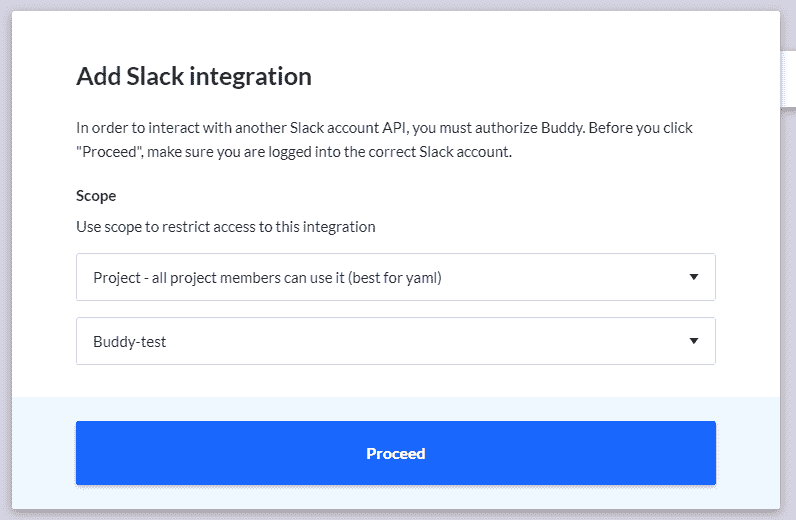 Add Slack integration
In order to interact with another Slack account API, you must authorize Buddy. Before you click
"Proceed", make sure you are logged into the correct Slack account.
Scope
Use scope to restrict access to this integration
Project - all project members can use it (best for yaml)
Buddy-test
Proceed